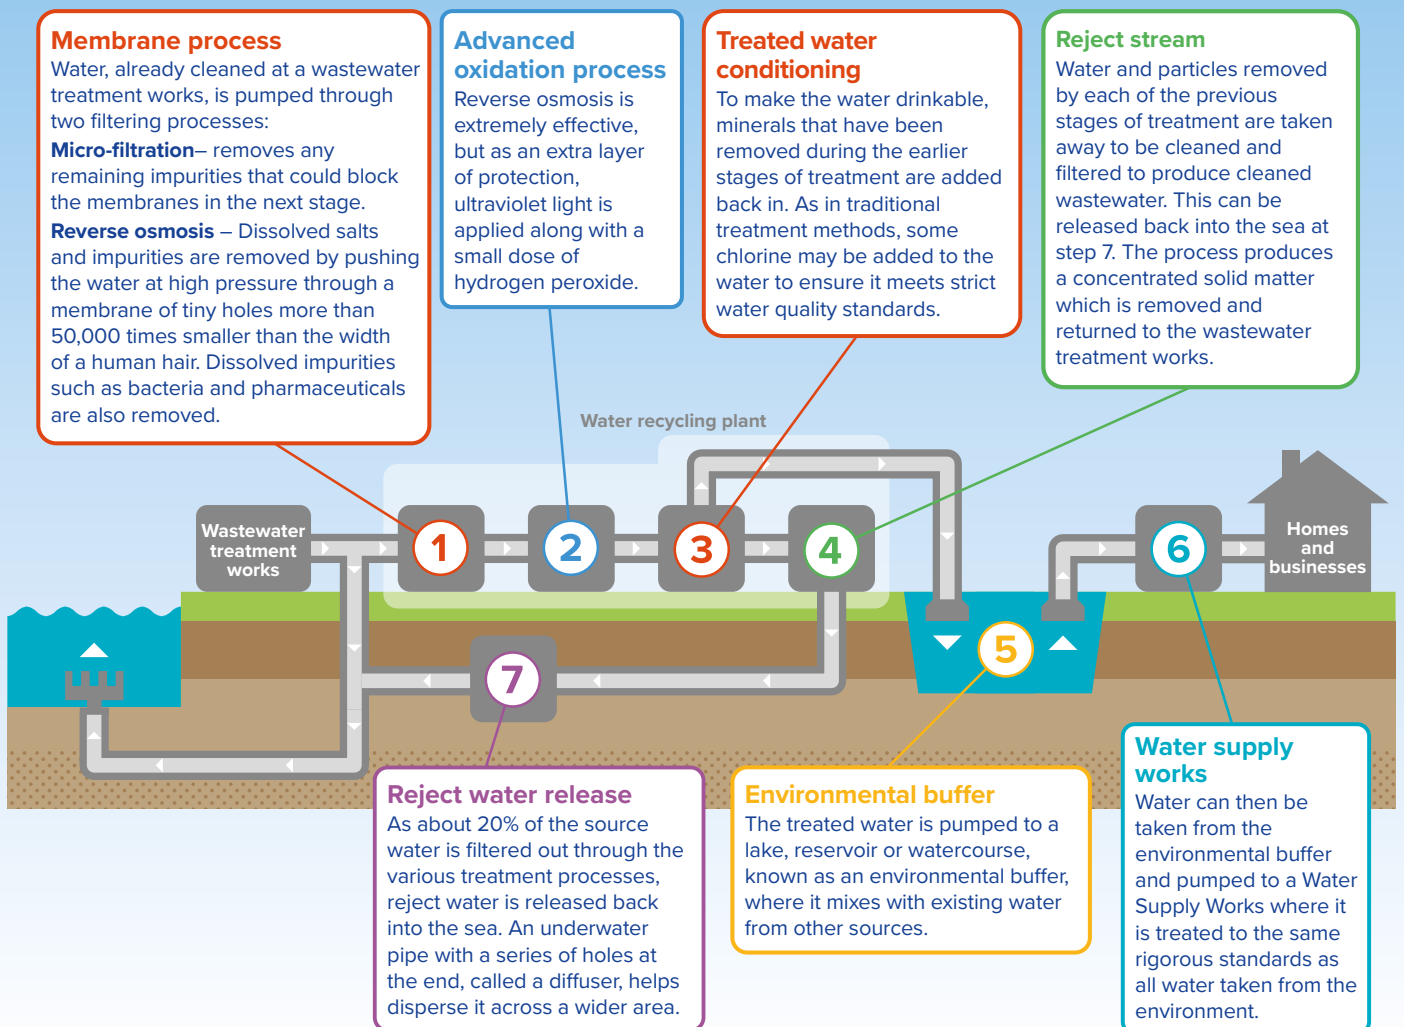 Membrane process
Water, already cleaned at a wastewater
treatment works, is pumped through
two filtering processes:
Micro-filtration– removes any
remaining impurities that could block
the membranes in the next stage.
Reverse osmosis – Dissolved salts
and impurities are removed by pushing
the water at high pressure through a
membrane of tiny holes more than
50,000 times smaller than the width
of a human hair. Dissolved impurities
such as bacteria and pharmaceuticals
are also removed.
Advanced
oxidation process
Reverse osmosis is
extremely effective,
but as an extra layer
of protection,
ultraviolet light is
applied along with a
small dose of
hydrogen peroxide.
Treated water
conditioning
To make the water drinkable,
minerals that have been
removed during the earlier
stages of treatment are added
back in. As in traditional
treatment methods, some
chlorine may be added to the
water to ensure it meets strict
water quality standards.
Reject stream
Water and particles removed
by each of the previous
stages of treatment are taken
away to be cleaned and
filtered to produce cleaned
wastewater. This can be
released back into the sea at
step 7. The process produces
a concentrated solid matter
which is removed and
returned to the wastewater
treatment works.
Water recycling plant
Wastewater
treatment
works
1
2
3
4
6
Homes
and
businesses
5
7
Reject water release
As about 20% of the source
water is filtered out through the
various treatment processes,
reject water is released back
into the sea. An underwater
pipe with a series of holes at
the end, called a diffuser, helps
disperse it across a wider area.
Environmental buffer
The treated water is pumped to a
lake, reservoir or watercourse,
known as an environmental buffer,
where it mixes with existing water
from other sources.
Water supply
works
Water can then be
taken from the
environmental buffer
and pumped to a Water
Supply Works where it
is treated to the same
rigorous standards as
all water taken from the
environment.